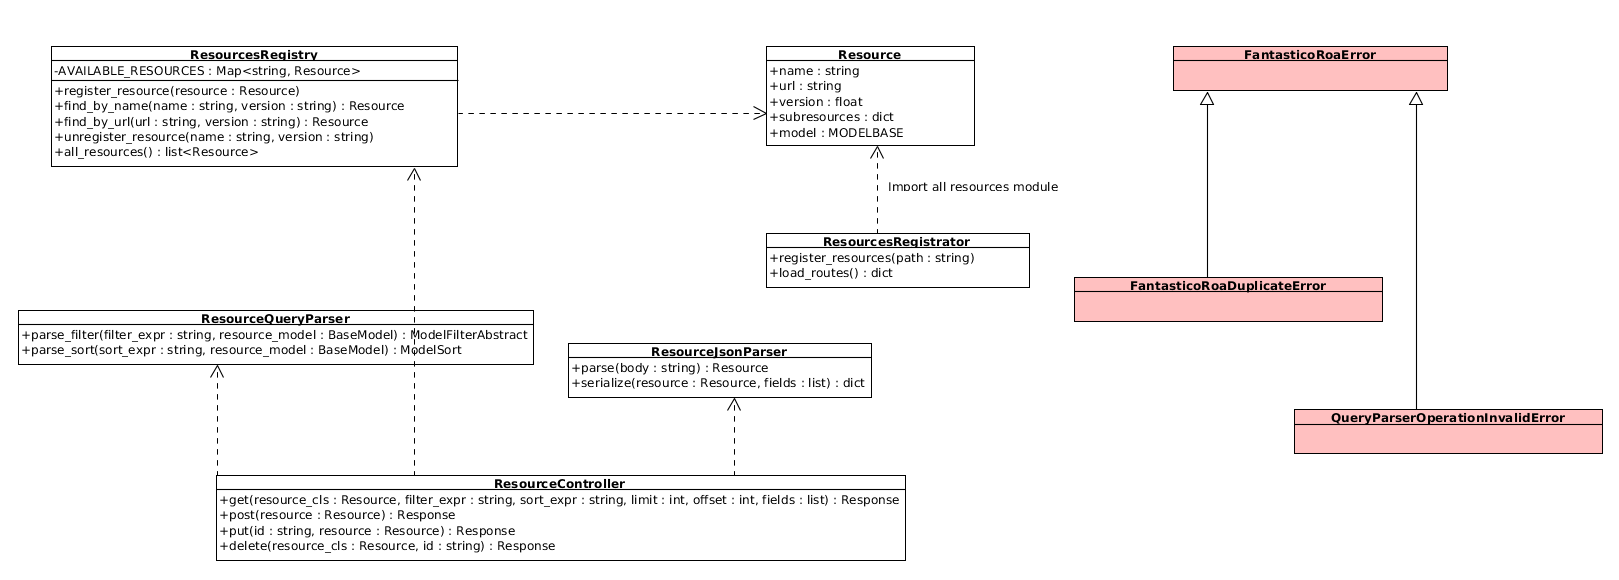 ResourcesRegistry
-AVAILABLE_RESOURCES : Map<string, Resource>
+register_resource(resource : Resource)
+find_by_name(name : string, version : string) : Resource
+find_by_url(url : string, version : string) : Resource
+unregister_resource(name : string, version : string)
+all_resources() : list<Resource>
Resource
+name : string
+url : string
+version : float
+subresources : dict
+model : MODELBASE
FantasticoRoaError
Import all resources module
ResourcesRegistrator
+register_resources(path : string)
+load_routes() : dict
FantasticoRoaDuplicateError
ResourceQueryParser
+parse_filter(filter_expr : string, resource_model : BaseModel) : ModelFilterAbstract
+parse_sort(sort_expr : string, resource_model : BaseModel) : ModelSort
ResourceJsonParser
+parse(body : string) : Resource
+serialize(resource : Resource, fields : list) : dict
QueryParserOperationInvalidError
ResourceController
+get(resource_cls : Resource, filter_expr : string, sort_expr : string, limit : int, offset : int, fields : list) : Response
+post(resource : Resource) : Response
+put(id : string, resource : Resource) : Response
+delete(resource_cls : Resource, id : string) : Response